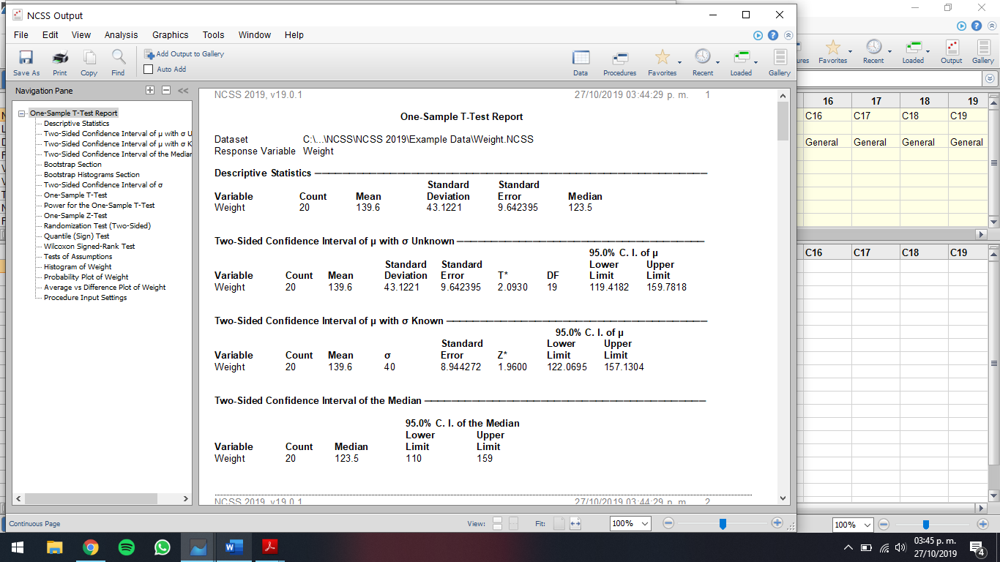 NCSS Output
File Edit View Analysis Graphics Tools Window Help
Save As Print Copy Find Add Output to Gallery Auto Add Data Procedures Favorites Recent Loaded Gallery
Favorites Recent Loaded Output Gallery
Navigation Pane
One-Sample T-Test Report
Descriptive Statistics
Two-Sided Confidence Interval of μ with σ U
Two-Sided Confidence Interval of μ with σ K
Two-Sided Confidence Interval of the Median
Bootstrap Section
Bootstrap Histograms Section
Two-Sided Confidence Interval of σ
One-Sample T-Test
Power for the One-Sample T-Test
One-Sample Z-Test
Randomization Test (Two-Sided)
Quantile (Sign) Test
Wilcoxon Signed-Rank Test
Tests of Assumptions
Histogram of Weight
Probability Plot of Weight
Average vs Difference Plot of Weight
Procedure Input Settings
NCSS 2019, v19.0.1 27/10/2019 03:44:29 p. m. 1
One-Sample T-Test Report
Dataset C:\...\NCSS\NCSS 2019\Example Data\Weight.NCSS
Response Variable Weight
Descriptive Statistics
Standard Standard
Variable Count Mean Deviation Error Median
Weight 20 139.6 43.1221 9.642395 123.5
Two-Sided Confidence Interval of μ with σ Unknown
95.0% C. I. of μ
Standard Standard Lower Upper
Variable Count Mean Deviation Error T* DF Limit Limit
Weight 20 139.6 43.1221 9.642395 2.0930 19 119.4182 159.7818
Two-Sided Confidence Interval of μ with σ Known
95.0% C. I. of μ
Standard Lower Upper
Variable Count Mean σ Error Z* Limit Limit
Weight 20 139.6 40 8.944272 1.9600 122.0695 157.1304
Two-Sided Confidence Interval of the Median
95.0% C. I. of the Median
Lower Upper
Variable Count Median Limit Limit
Weight 20 123.5 110 159
NCSS 2019, v19.0.1 27/10/2019 03:44:29 p. m. 2
16 17 18 19
C16 C17 C18 C19
General General General General
C16 C17 C18 C19
Continuous Page View: Fit: 100%
100%
03:45 p. m.
27/10/2019
4